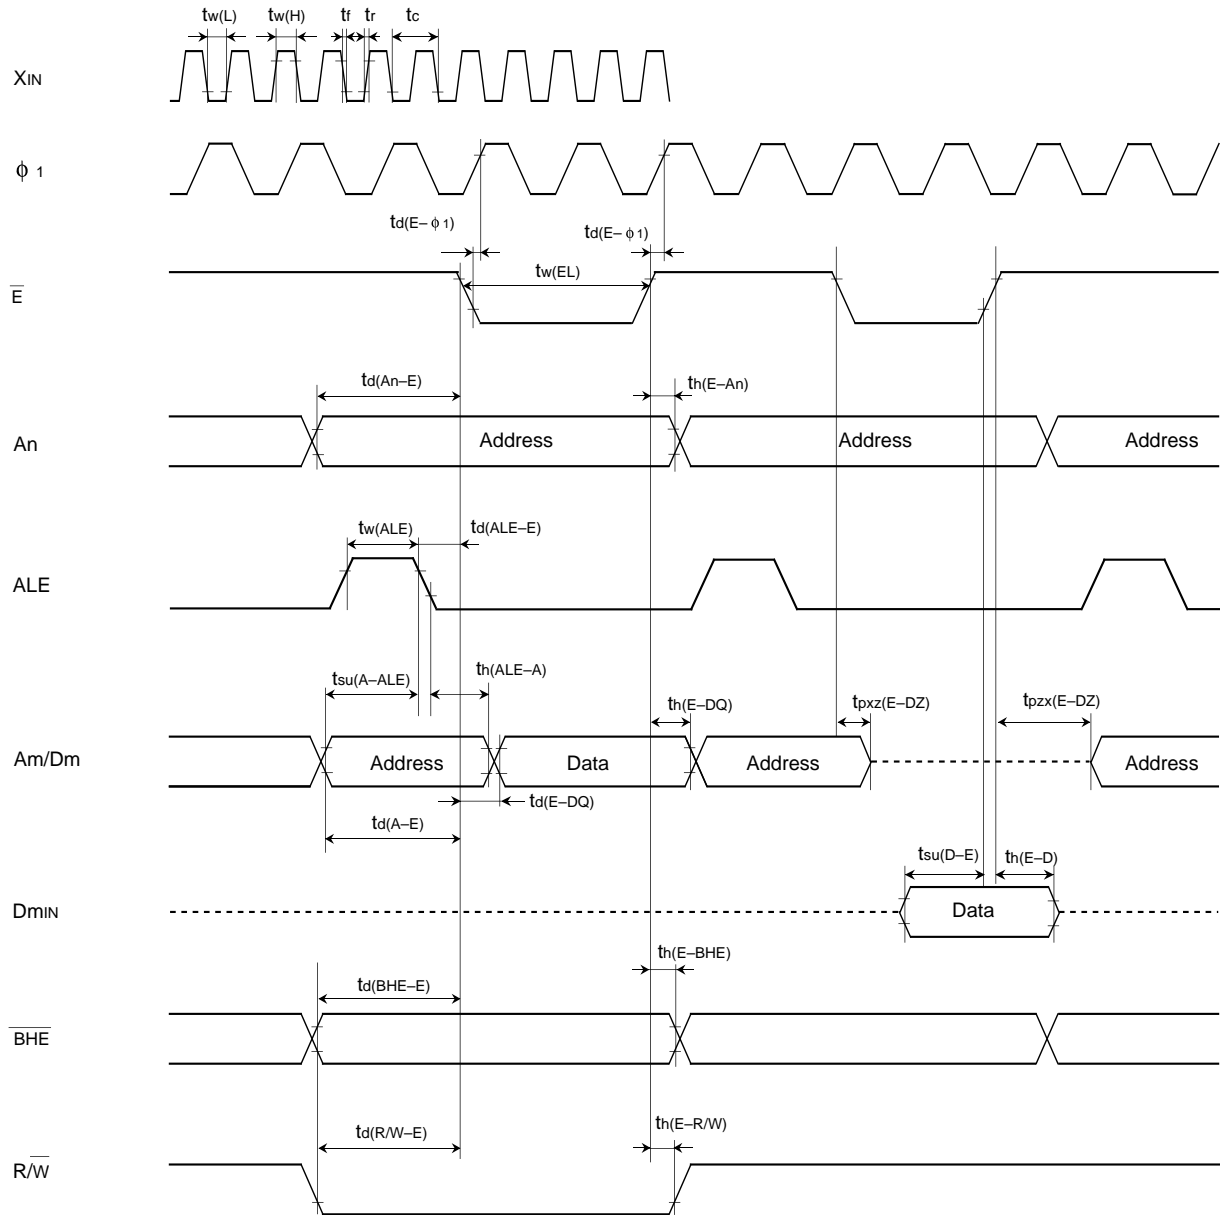 tw(L) tw(H) tf tr tc
XIN
ϕ 1
td(E–ϕ1) td(E–ϕ1)
tw(EL)
E
td(An–E) th(E–An)
An Address Address Address
tw(ALE) td(ALE–E)
ALE
tsu(A–ALE) th(ALE–A) th(E–DQ) tpxz(E–DZ) tpzx(E–DZ)
Am/Dm Address Data Address Address
td(E–DQ)
td(A–E)
tsu(D–E) th(E–D)
DmIN Data
th(E–BHE)
td(BHE–E)
BHE
td(R/W–E) th(E–R/W)
R/W